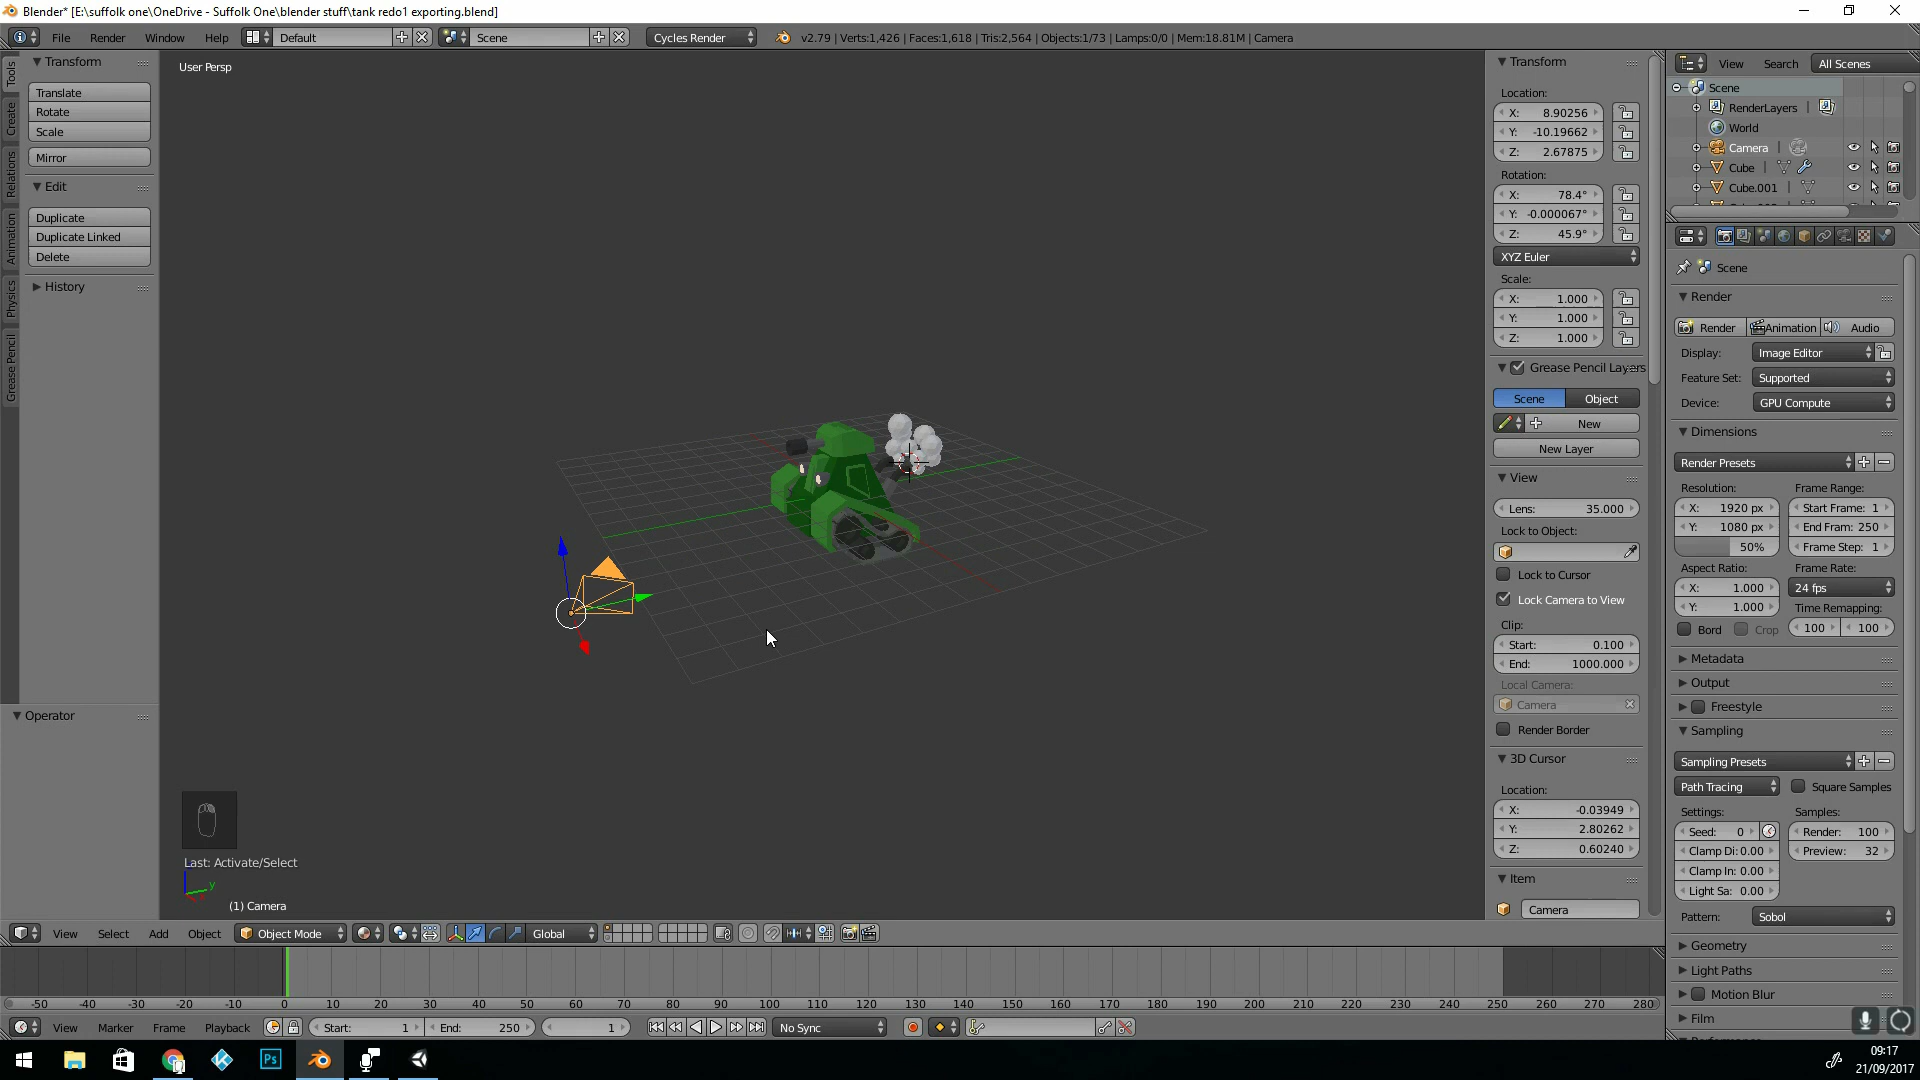 Blender* [E:\suffolk one\OneDrive - Suffolk One\blender stuff\tank redo1 exporting.blend]
File Render Window Help Default Scene Cycles Render v2.79 | Verts:1,426 | Faces:1,618 | Tris:2,564 | Objects:1/73 | Lamps:0/0 | Mem:18.81M | Camera
Tools
Create
Relations
Animation
Physics
Grease Pencil
Transform
Translate
Rotate
Scale
Mirror
Edit
Duplicate
Duplicate Linked
Delete
History
Operator
User Persp
Last: Activate/Select
y
(1) Camera
Transform
Location:
X: 8.90256
Y: -10.19662
Z: 2.67875
Rotation:
X: 78.4°
Y: -0.000067°
Z: 45.9°
XYZ Euler
Scale:
X: 1.000
Y: 1.000
Z: 1.000
Grease Pencil Layers
Scene Object
New
New Layer
View
Lens: 35.000
Lock to Object:
Lock to Cursor
Lock Camera to View
Clip:
Start: 0.100
End: 1000.000
Local Camera:
Camera
Render Border
3D Cursor
Location:
X: -0.03949
Y: 2.80262
Z: 0.60240
Item
Camera
View Search All Scenes
Scene
RenderLayers
World
Camera
Cube
Cube.001
Scene
Render
Render Animation Audio
Display: Image Editor
Feature Set: Supported
Device: GPU Compute
Dimensions
Render Presets
Resolution: Frame Range:
X: 1920 px Start Frame: 1
Y: 1080 px End Fram: 250
50% Frame Step: 1
Aspect Ratio: Frame Rate:
X: 1.000 24 fps
Y: 1.000 Time Remapping:
Bord Crop 100 100
Metadata
Output
Freestyle
Sampling
Sampling Presets
Path Tracing Square Samples
Settings: Samples:
Seed: 0 Render: 100
Clamp Di: 0.00 Preview: 32
Clamp In: 0.00
Light Sa: 0.00
Pattern: Sobol
Geometry
Light Paths
Motion Blur
Film
View Select Add Object Object Mode Global
-50 -40 -30 -20 -10 0 10 20 30 40 50 60 70 80 90 100 110 120 130 140 150 160 170 180 190 200 210 220 230 240 250 260 270 280
View Marker Frame Playback Start: 1 End: 250 1 No Sync
Ps
09:17
21/09/2017